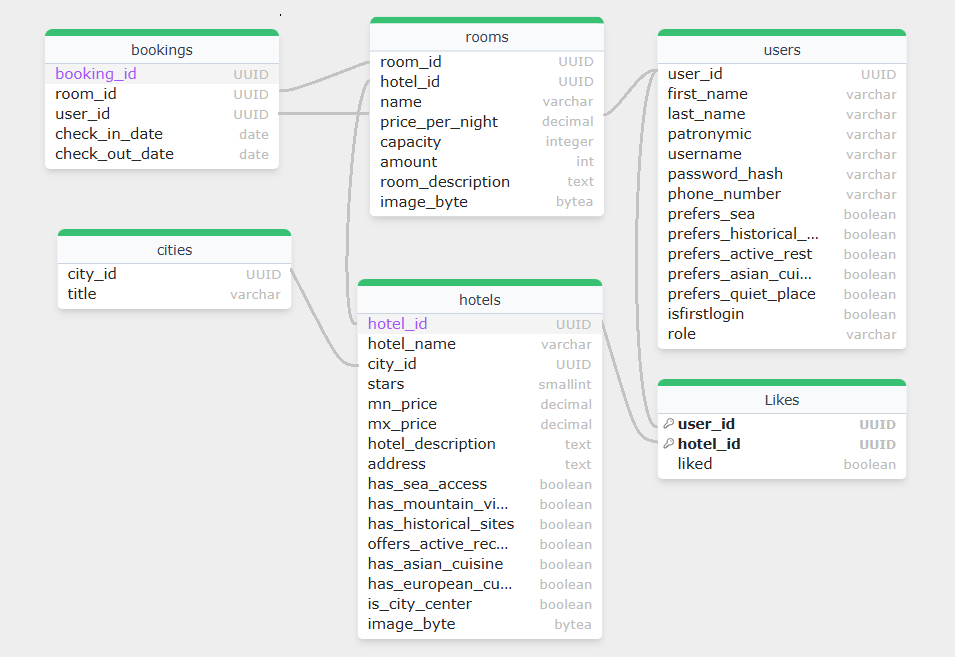 bookings
booking_id UUID
room_id UUID
user_id UUID
check_in_date date
check_out_date date
rooms
room_id UUID
hotel_id UUID
name varchar
price_per_night decimal
capacity integer
amount int
room_description text
image_byte bytea
users
user_id UUID
first_name varchar
last_name varchar
patronymic varchar
username varchar
password_hash varchar
phone_number varchar
prefers_sea boolean
prefers_historical_... boolean
prefers_active_rest boolean
prefers_asian_cui... boolean
prefers_quiet_place boolean
isfirstlogin boolean
role varchar
cities
city_id UUID
title varchar
hotels
hotel_id UUID
hotel_name varchar
city_id UUID
stars smallint
mn_price decimal
mx_price decimal
hotel_description text
address text
has_sea_access boolean
has_mountain_vi... boolean
has_historical_sites boolean
offers_active_rec... boolean
has_asian_cuisine boolean
has_european_cu... boolean
is_city_center boolean
image_byte bytea
Likes
user_id UUID
hotel_id UUID
liked boolean